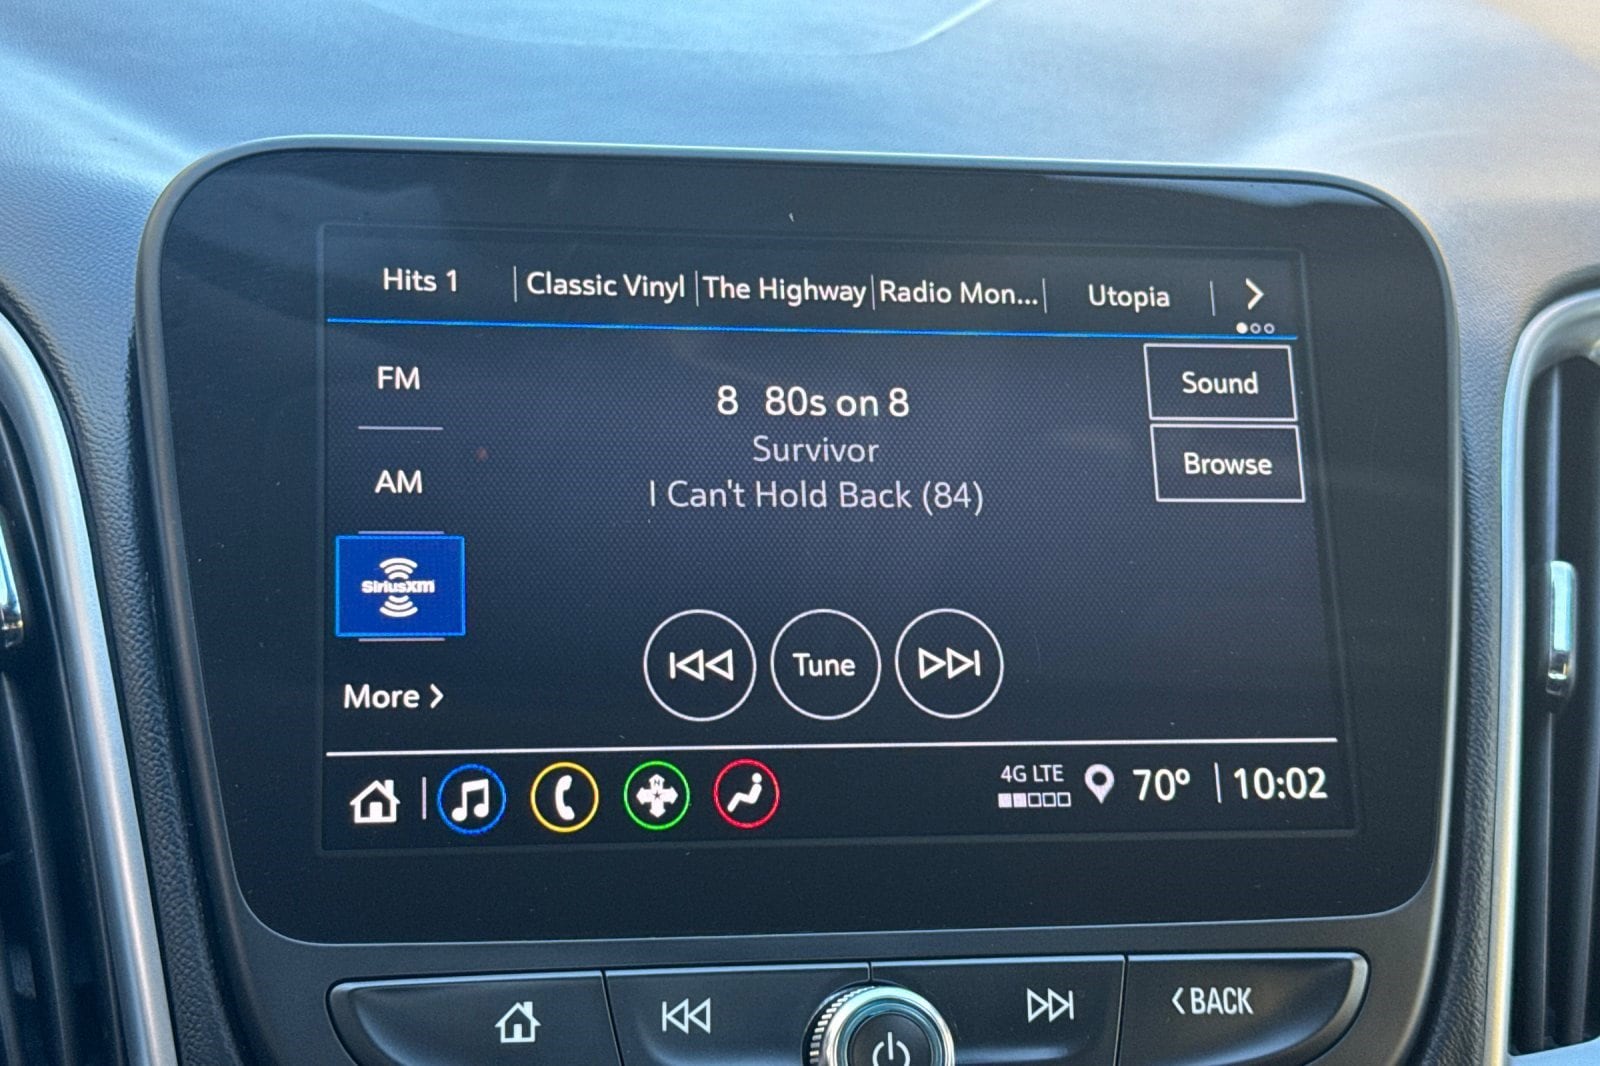 Hits 1 | Classic Vinyl | The Highway | Radio Mon... | Utopia |
FM
AM
SiriusXM
More >
8 80s on 8
Survivor
I Can't Hold Back (84)
Sound
Browse
Tune
N
4G LTE
70° | 10:02
<BACK